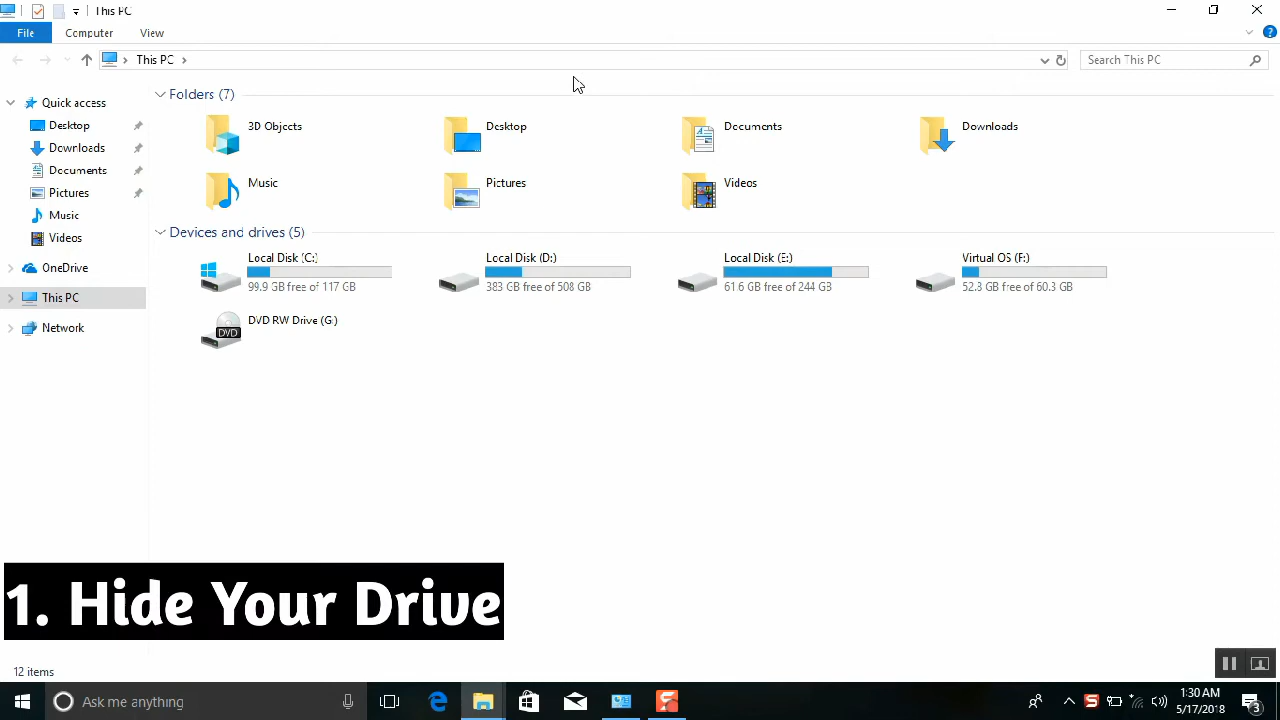 This PC
File Computer View
This PC
Search This PC
Quick access
Desktop
Downloads
Documents
Pictures
Music
Videos
OneDrive
This PC
Network
Folders (7)
3D Objects
Desktop
Documents
Downloads
Music
Pictures
Videos
Devices and drives (5)
Local Disk (C:)
99.9 GB free of 117 GB
Local Disk (D:)
383 GB free of 508 GB
Local Disk (E:)
61.6 GB free of 244 GB
Virtual OS (F:)
52.3 GB free of 60.3 GB
DVD
DVD RW Drive (G:)
1. Hide Your Drive
12 items
Ask me anything
1:30 AM
5/17/2018
3